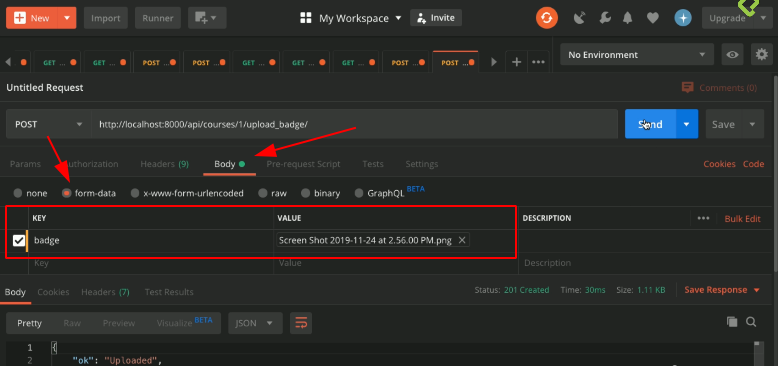 New Import Runner My Workspace Invite Upgrade
GET ... GET ... POST ... POST ... GET ... GET ... GET ... POST ... POST ... No Environment
Untitled Request Comments (0)
POST http://localhost:8000/api/courses/1/upload_badge/ Send Save
Params Authorization Headers (9) Body Pre-request Script Tests Settings Cookies Code
none form-data x-www-form-urlencoded raw binary GraphQL BETA
KEY VALUE DESCRIPTION Bulk Edit
badge Screen Shot 2019-11-24 at 2.56.00 PM.png
Key Value Description
Body Cookies Headers (7) Test Results Status: 201 Created Time: 30ms Size: 1.11 KB Save Response
Pretty Raw Preview Visualize BETA JSON
1 {
2 "ok": "Uploaded",